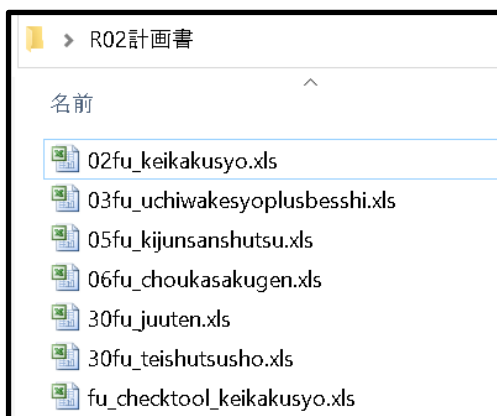 R02計画書
名前
02fu_keikakusyo.xls
03fu_uchiwakesyoplusbesshi.xls
05fu_kijunsanshutsu.xls
06fu_choukasakugen.xls
30fu_juuten.xls
30fu_teishutsusho.xls
fu_checktool_keikakusyo.xls